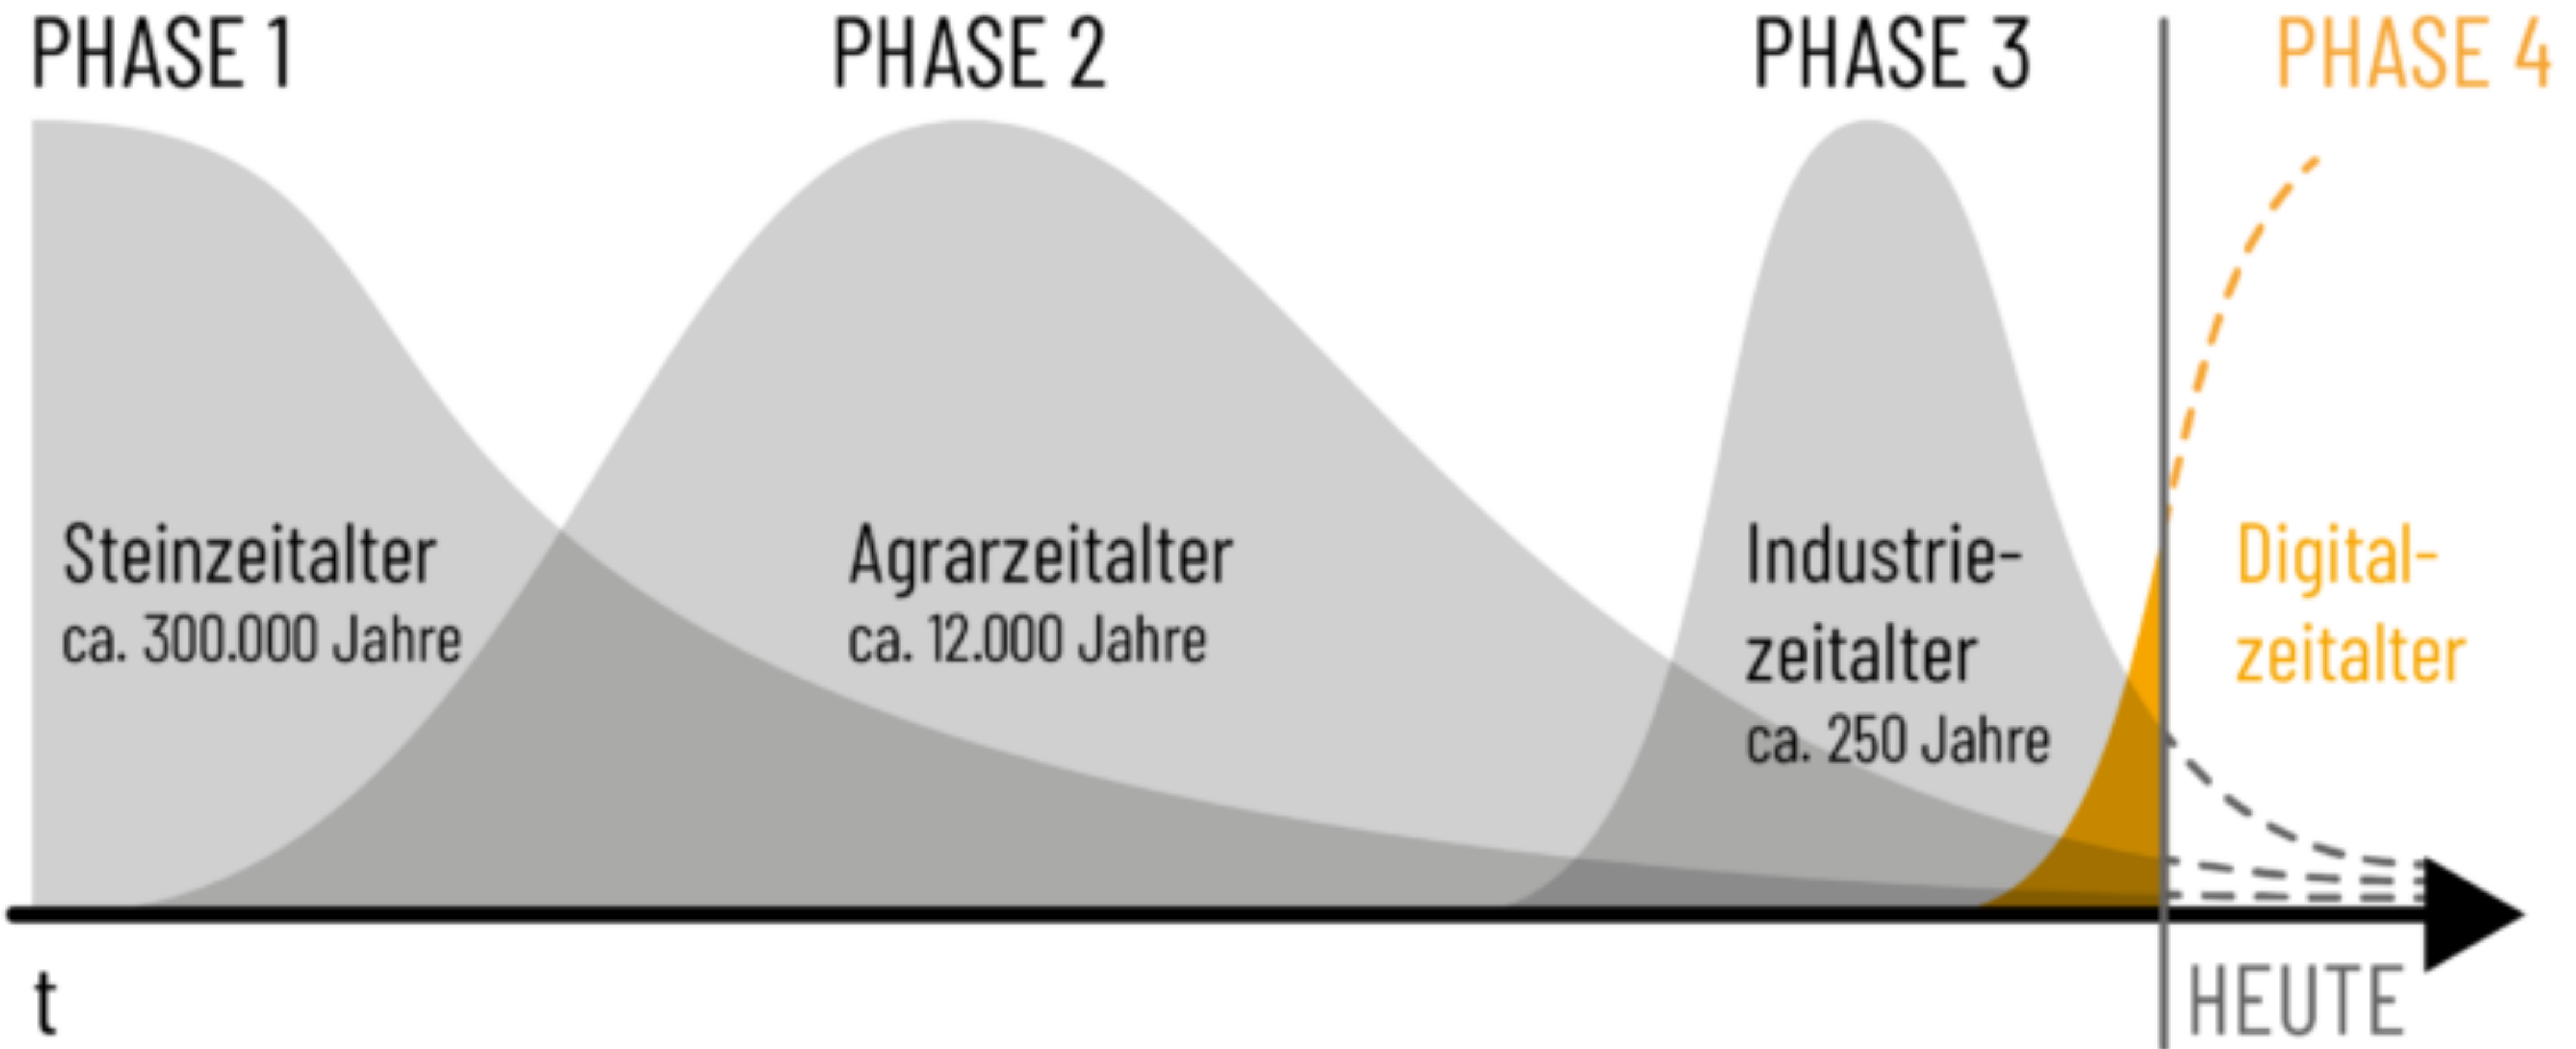 PHASE 1
PHASE 2
PHASE 3
PHASE 4
Steinzeitalter
ca. 300.000 Jahre
Agrarzeitalter
ca. 12.000 Jahre
Industrie-
zeitalter
ca. 250 Jahre
Digital-
zeitalter
t
HEUTE